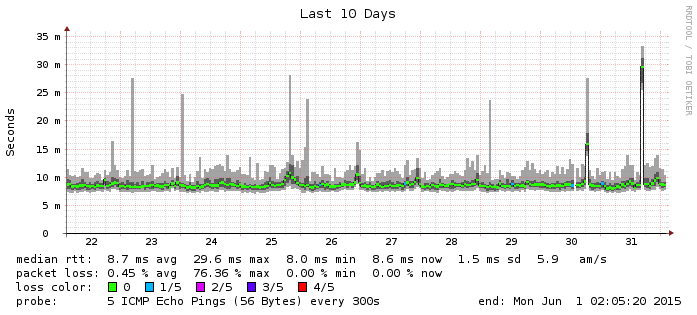 Last 10 Days
RRDTOOL / TOBI OETIKER
Seconds
35 m
30 m
25 m
20 m
15 m
10 m
5 m
0
22 23 24 25 26 27 28 29 30 31
median rtt: 8.7 ms avg 29.6 ms max 8.0 ms min 8.6 ms now 1.5 ms sd 5.9 am/s
packet loss: 0.45 % avg 76.36 % max 0.00 % min 0.00 % now
loss color: 0 1/5 2/5 3/5 4/5
probe: 5 ICMP Echo Pings (56 Bytes) every 300s end: Mon Jun 1 02:05:20 2015